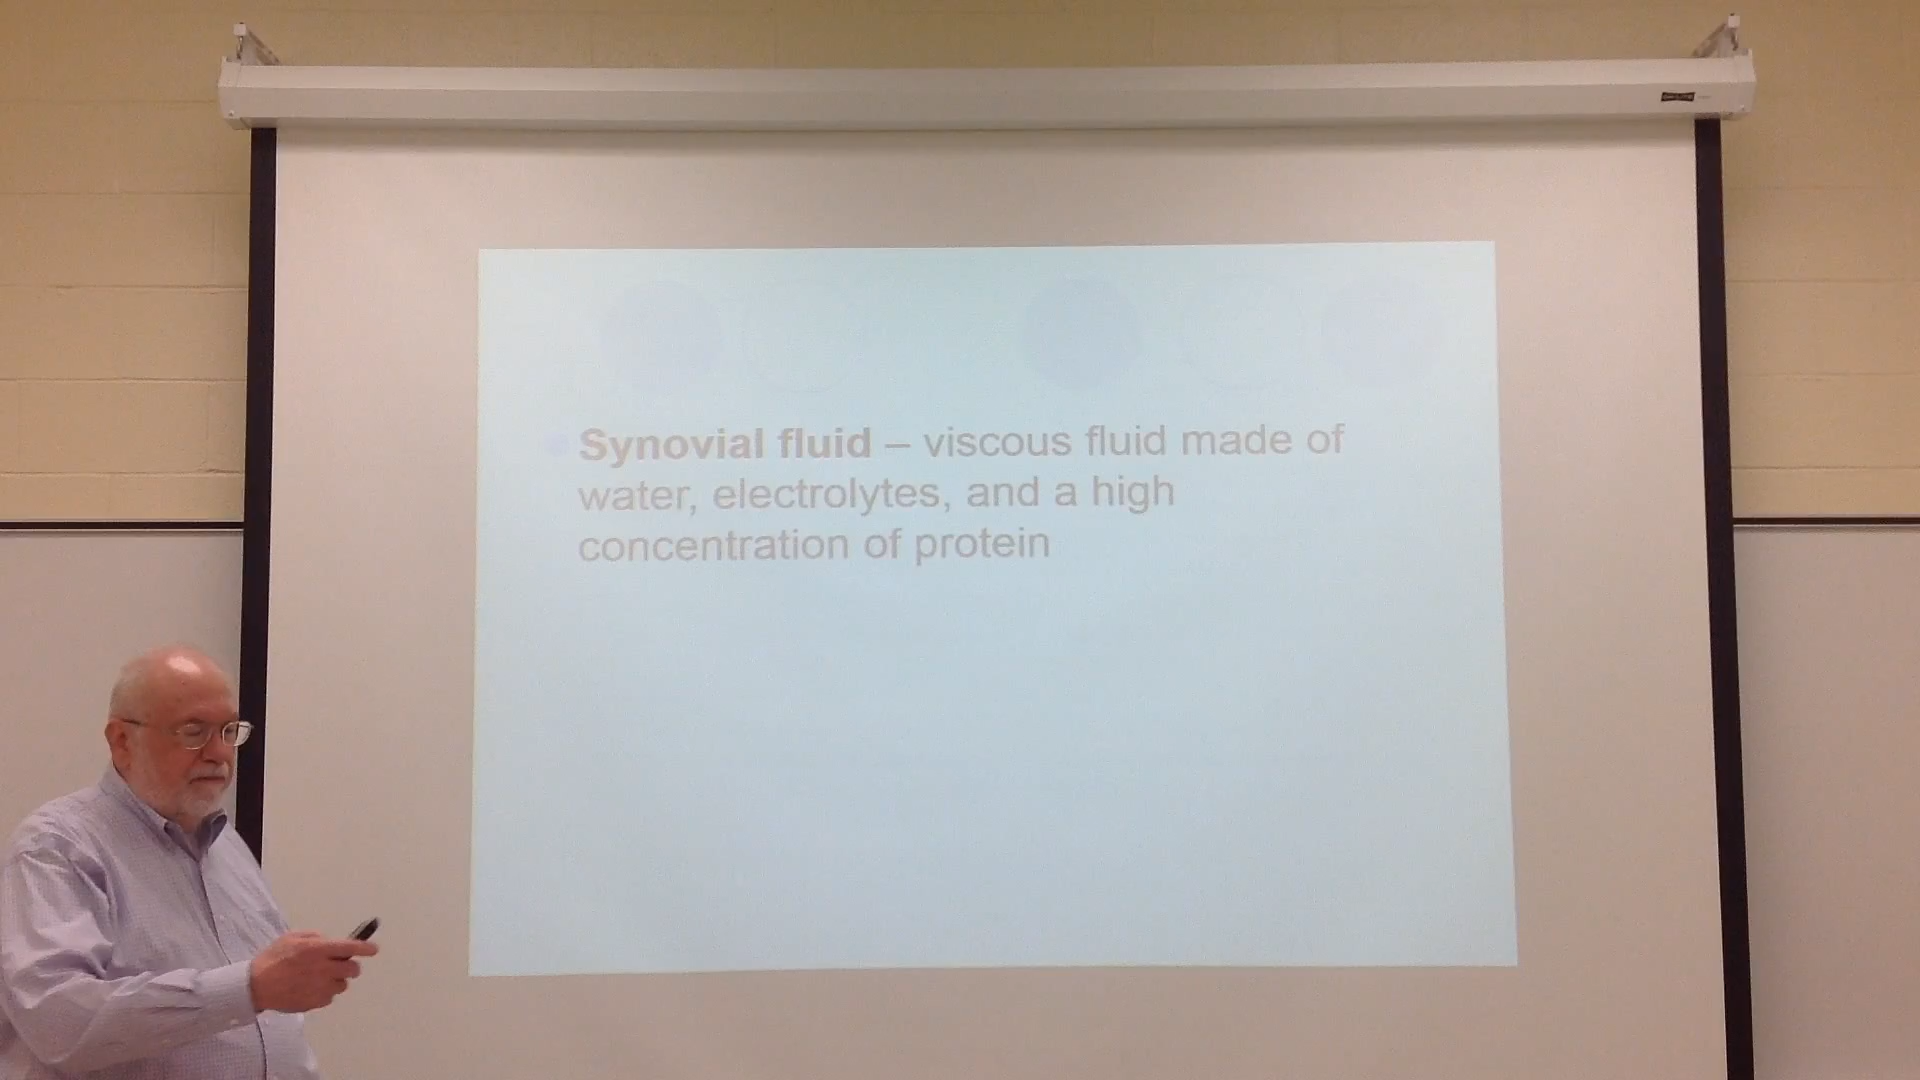 Synovial fluid – viscous fluid made of
water, electrolytes, and a high
concentration of protein